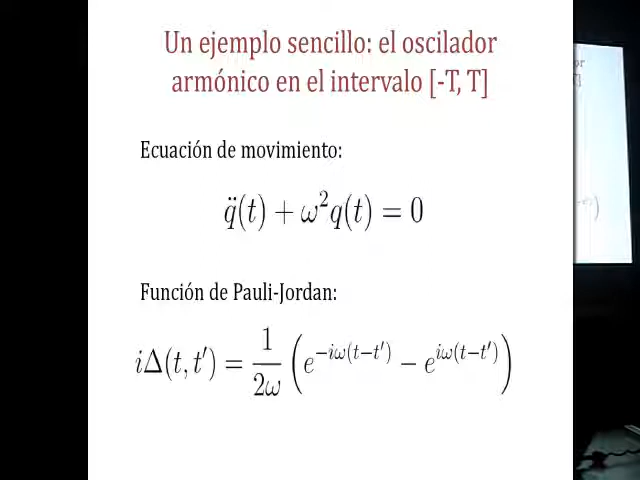 Un ejemplo sencillo: el oscilador
armónico en el intervalo [-T, T]
Ecuación de movimiento:
q̈(t) + ω²q(t) = 0
Función de Pauli-Jordan:
iΔ(t, t′) = 1/2ω (e^{−iω(t−t′)} − e^{iω(t−t′)})